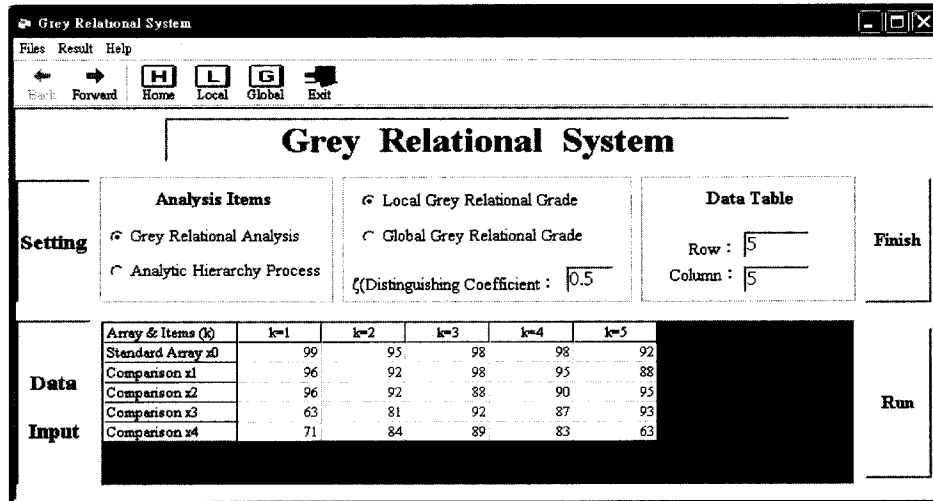 Grey Relational System
Files Result Help
Back Forward H Home L Local G Global Exit
Grey Relational System
Setting
Analysis Items
Grey Relational Analysis
Analytic Hierarchy Process
Local Grey Relational Grade
Global Grey Relational Grade
ζ(Distinguishing Coefficient : 0.5
Data Table
Row : 5
Column : 5
Finish
Data Input
Array & Items (k) k=1 k=2 k=3 k=4 k=5
Standard Array x0 99 95 98 98 92
Comparison x1 96 92 98 95 88
Comparison x2 96 92 88 90 95
Comparison x3 63 81 92 87 93
Comparison x4 71 84 89 83 63
Run